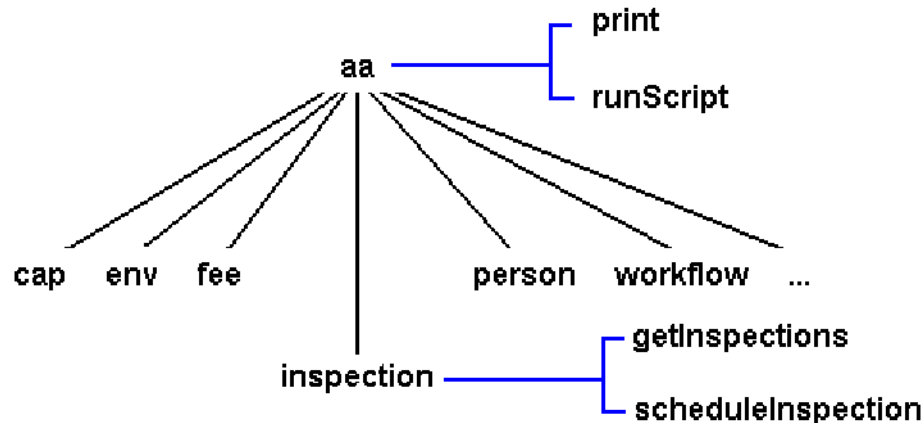 print
aa
runScript
cap env fee person workflow ...
getInspections
inspection
scheduleInspection